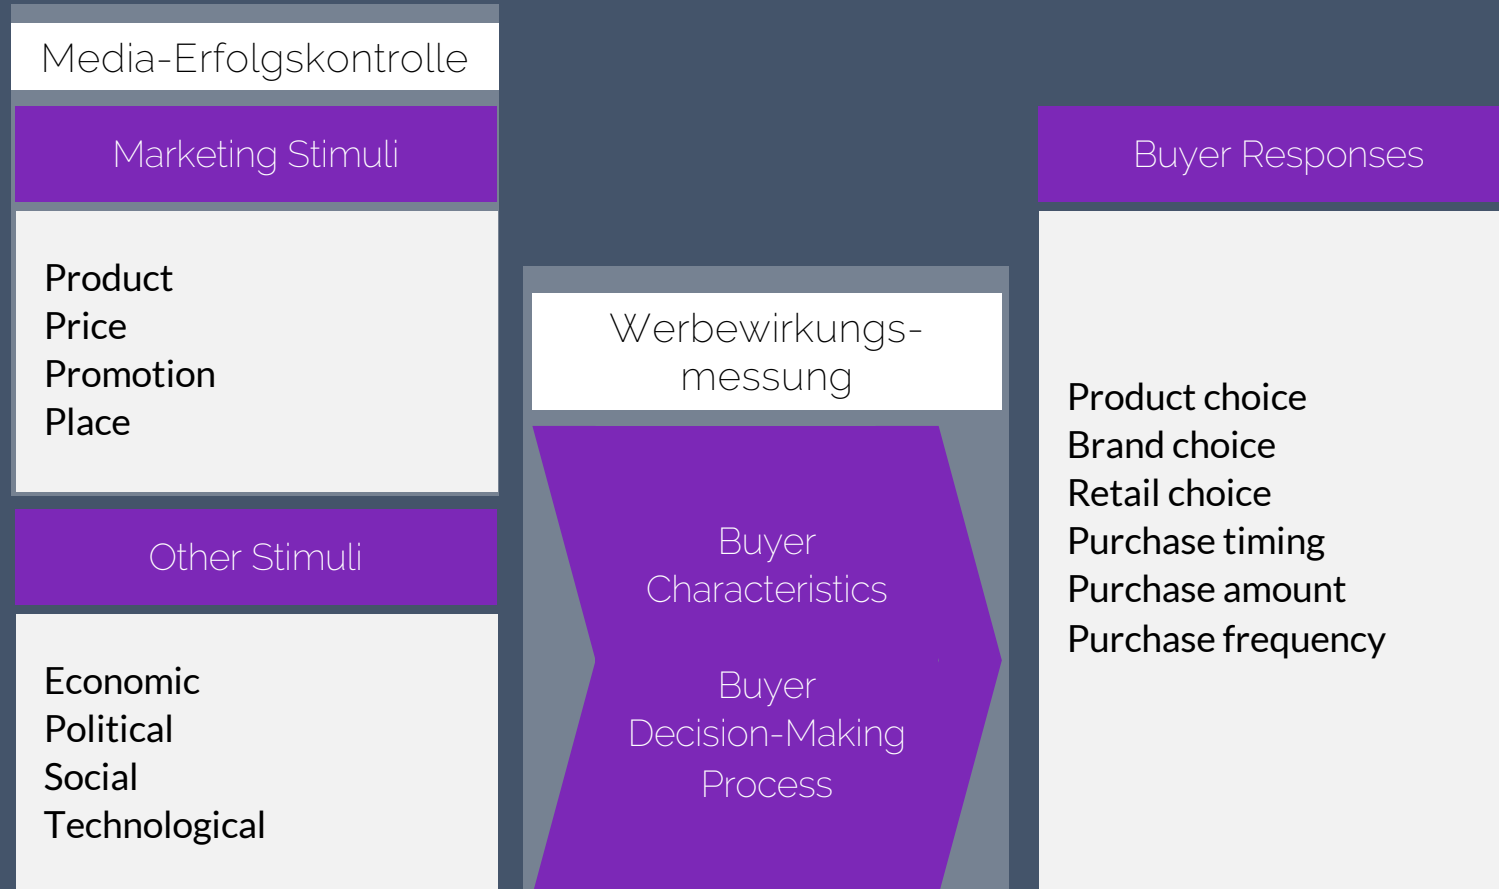 Media-Erfolgskontrolle
Marketing Stimuli
Product
Price
Promotion
Place
Other Stimuli
Economic
Political
Social
Technological
Werbewirkungs-
messung
Buyer
Characteristics
Buyer
Decision-Making
Process
Buyer Responses
Product choice
Brand choice
Retail choice
Purchase timing
Purchase amount
Purchase frequency